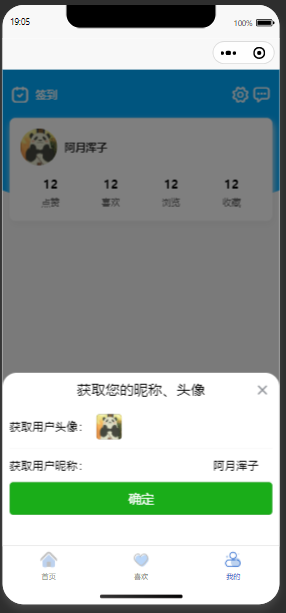 19:05
100%
签到
阿月浑子
12 12 12 12
点赞 喜欢 浏览 收藏
获取您的昵称、头像
获取用户头像:
获取用户昵称: 阿月浑子
确定
首页 喜欢 我的